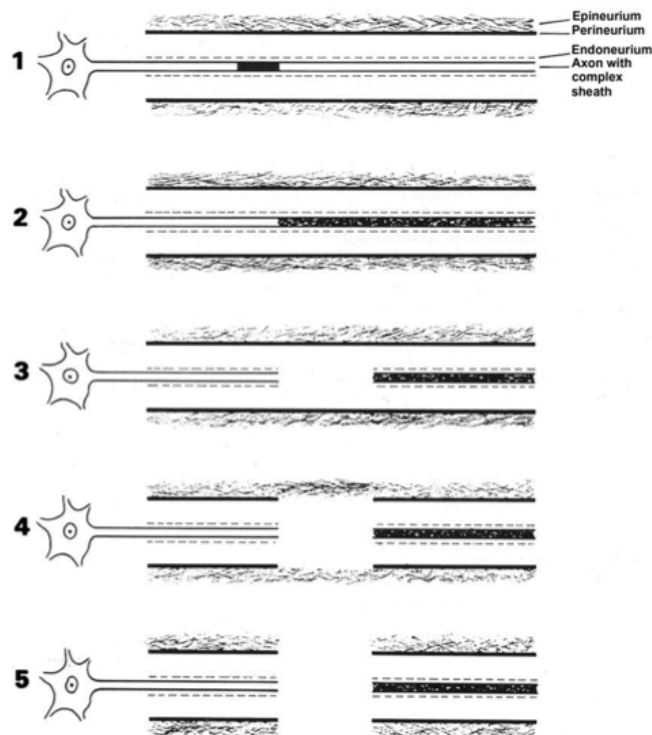 Epineurium
Perineurium
1
Endoneurium
Axon with
complex
sheath
2
3
4
5